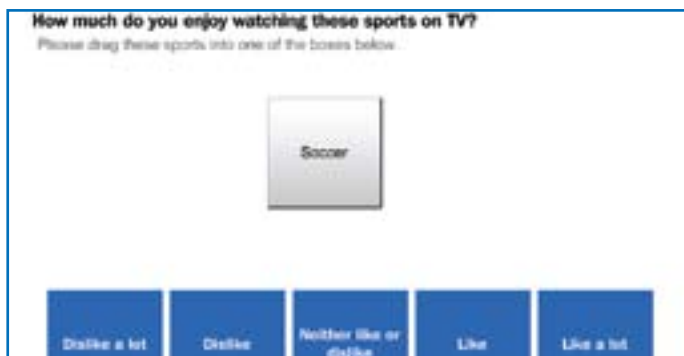 How much do you enjoy watching these sports on TV?
Please drag these sports into one of the boxes below
Soccer
Dislike a lot
Dislike
Neither like or
dislike
Like
Like a lot